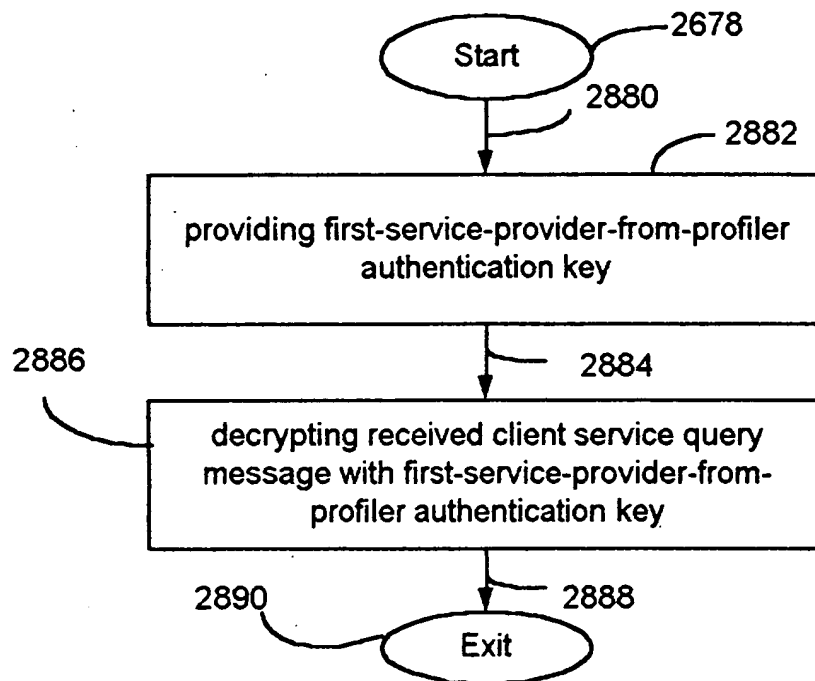 Start
2678
2880
2882
providing first-service-provider-from-profiler
authentication key
2884
2886
decrypting received client service query
message with first-service-provider-from-
profiler authentication key
2888
2890
Exit